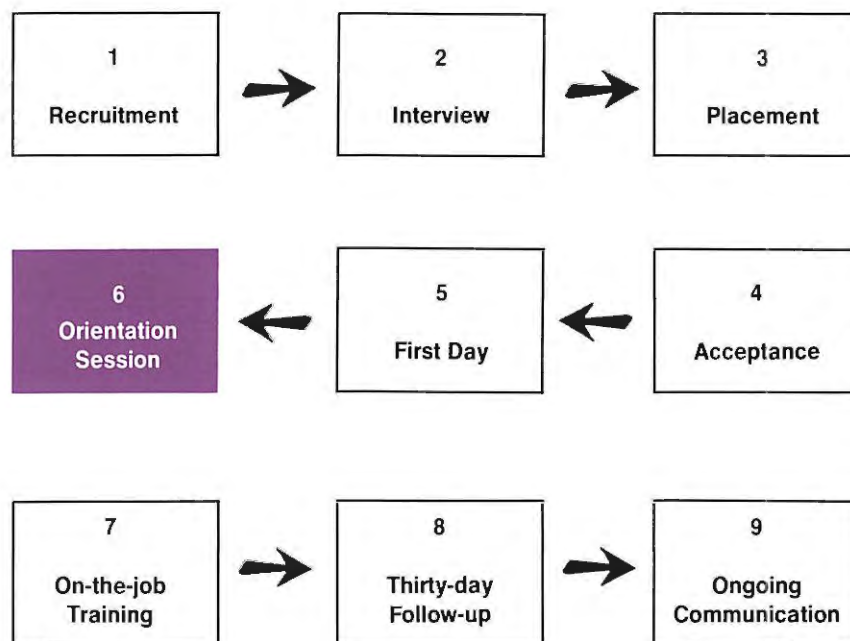 1
Recruitment
2
Interview
3
Placement
6
Orientation
Session
5
First Day
4
Acceptance
7
On-the-job
Training
8
Thirty-day
Follow-up
9
Ongoing
Communication